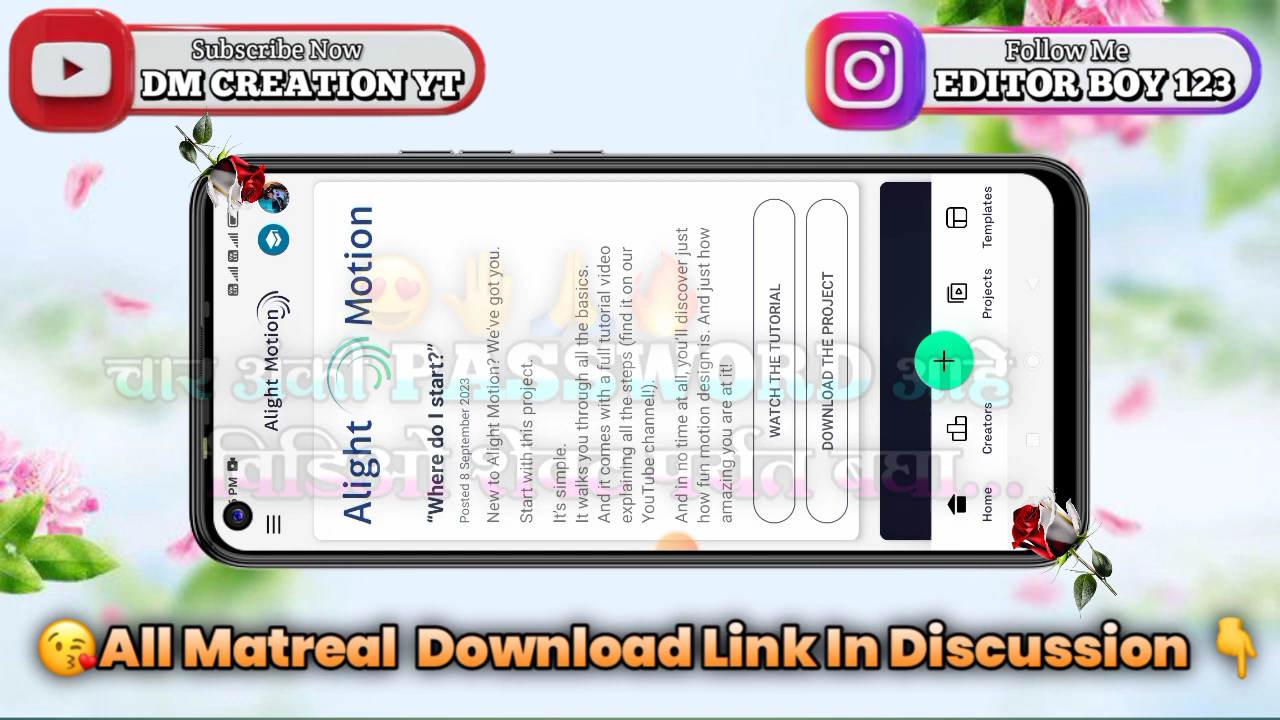 Subscribe Now
DM CREATION YT
Follow Me
EDITOR BOY 123
PM
Alight Motion
Alight Motion
“Where do I start?”
Posted 8 September 2023
New to Alight Motion? We've got you.
Start with this project.
It's simple.
It walks you through all the basics.
And it comes with a full tutorial video
explaining all the steps (find it on our
YouTube channel!).
And in no time at all, you'll discover just
how fun motion design is. And just how
amazing you are at it!
WATCH THE TUTORIAL
DOWNLOAD THE PROJECT
Home
Creators
Projects
Templates
चार अंकी PASSWORD आहे
विडिओ शेवट पर्यंत बघा...
😘All Matreal Download Link In Discussion 👇